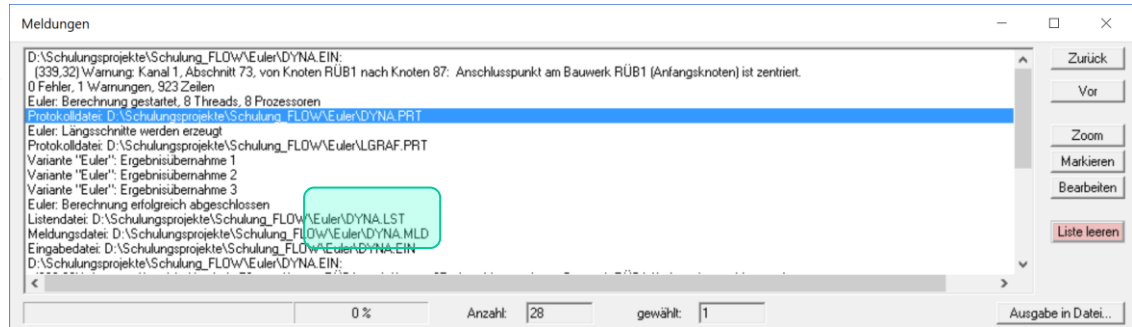 Meldungen
D:\Schulungsprojekte\Schulung_FLOW\Euler\DYNA.EIN:
(339,32) Warnung: Kanal 1, Abschnitt 73, von Knoten RÜB1 nach Knoten 87: Anschlusspunkt am Bauwerk RÜB1 (Anfangsknoten) ist zentriert.
0 Fehler, 1 Warnungen, 923 Zeilen
Euler: Berechnung gestartet, 8 Threads, 8 Prozessoren
Protokolldatei: D:\Schulungsprojekte\Schulung_FLOW\Euler\DYNA.PRT
Euler: Längsschnitte werden erzeugt
Protokolldatei: D:\Schulungsprojekte\Schulung_FLOW\Euler\LGRAF.PRT
Variante "Euler": Ergebnisübernahme 1
Variante "Euler": Ergebnisübernahme 2
Variante "Euler": Ergebnisübernahme 3
Euler: Berechnung erfolgreich abgeschlossen
Listendatei: D:\Schulungsprojekte\Schulung_FLOW\Euler\DYNA.LST
Meldungsdatei: D:\Schulungsprojekte\Schulung_FLOW\Euler\DYNA.MLD
Eingabedatei: D:\Schulungsprojekte\Schulung_FLOW\Euler\DYNA.EIN
D:\Schulungsprojekte\Schulung_FLOW\Euler\DYNA.EIN:
Zurück
Vor
Zoom
Markieren
Bearbeiten
Liste leeren
0 %
Anzahl: 28
gewählt: 1
Ausgabe in Datei...